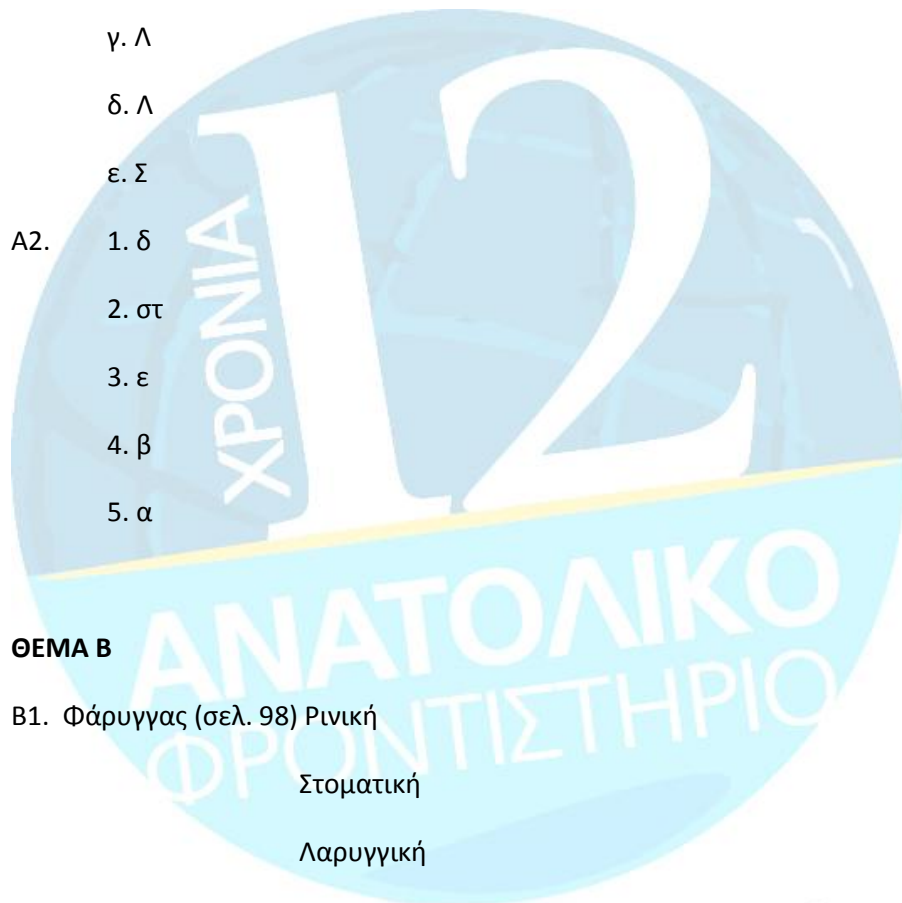 γ. Λ
δ. Λ
ε. Σ
Α2. 1. δ
2. στ
3. ε
4. β
5. α
12
ΧΡΟΝΙΑ
ΑΝΑΤΟΛΙΚΟ
ΦΡΟΝΤΙΣΤΗΡΙΟ
ΘΕΜΑ Β
Β1. Φάρυγγας (σελ. 98) Ρινική
Στοματική
Λαρυγγική